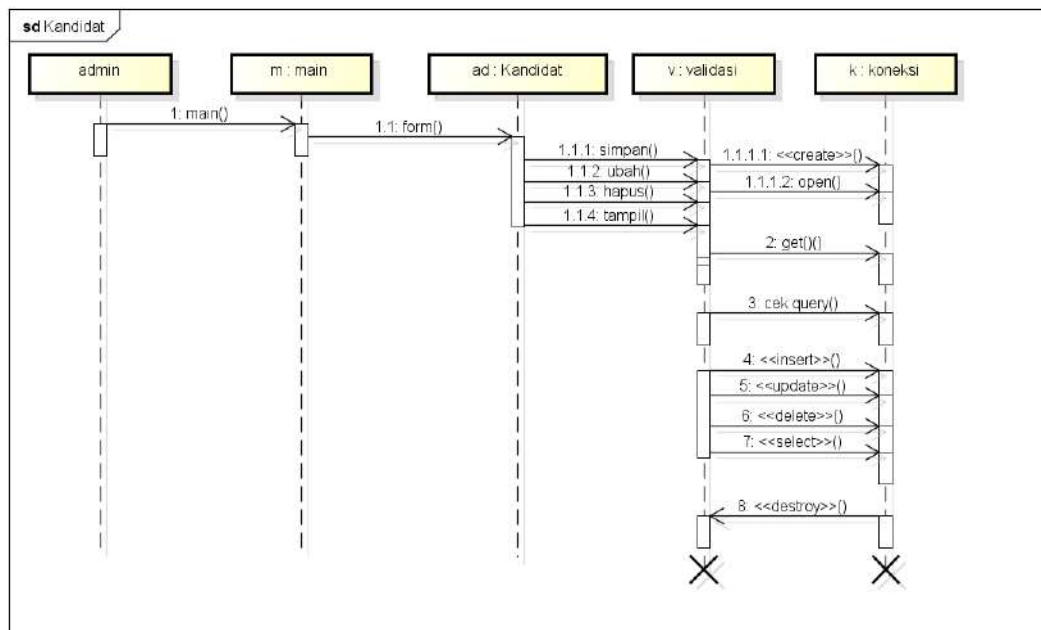 sd Kandidat
admin
m : main
ad : Kandidat
v : validasi
k : koneksi
1: main()
1.1: form()
1.1.1: simpan()
1.1.1.1: <<create>>()
1.1.2: ubah()
1.1.1.2: open()
1.1.3: hapus()
1.1.4: tampil()
2: get()()
3: cek query()
4: <<insert>>()
5: <<update>>()
6: <<delete>>()
7: <<select>>()
8: <<destroy>>()